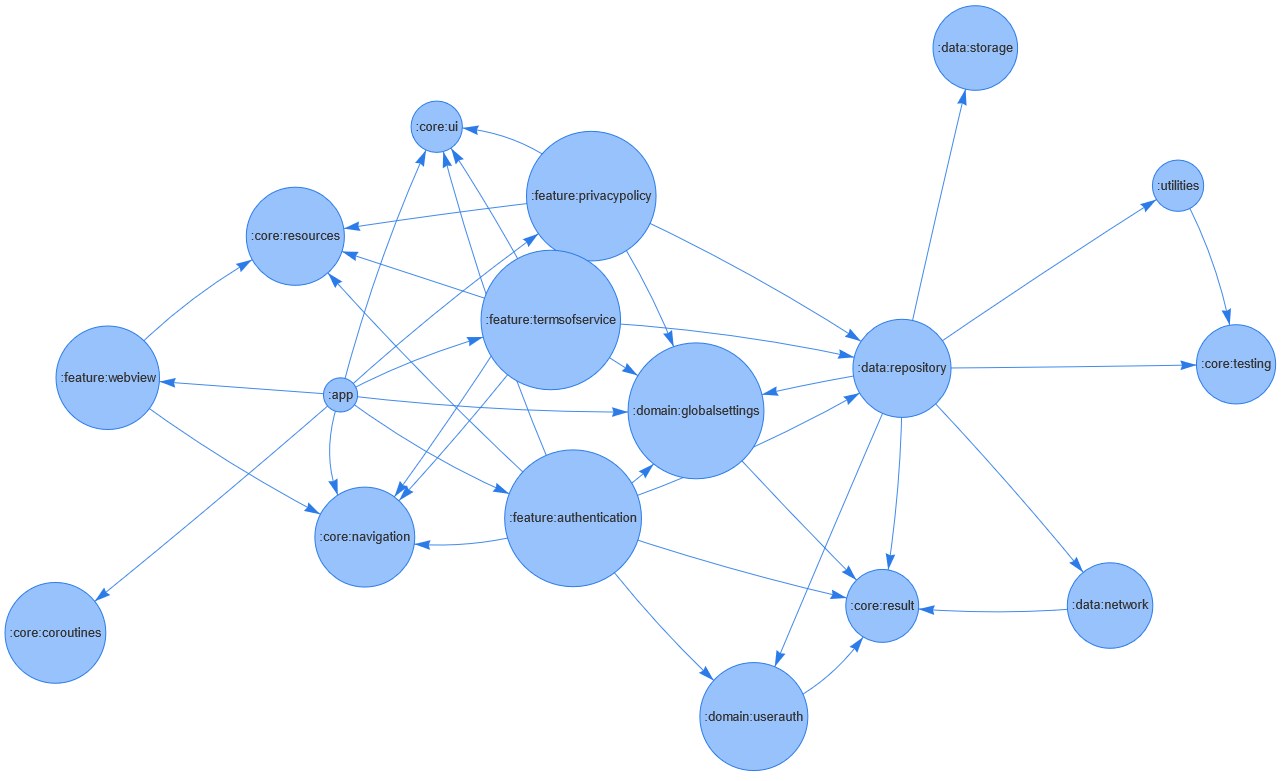 :data:storage
:core:ui
:utilities
:feature:privacypolicy
:core:resources
:feature:termsofservice
:core:testing
:data:repository
:feature:webview
:app
:domain:globalsettings
:feature:authentication
:core:navigation
:core:result
:data:network
:core:coroutines
:domain:userauth